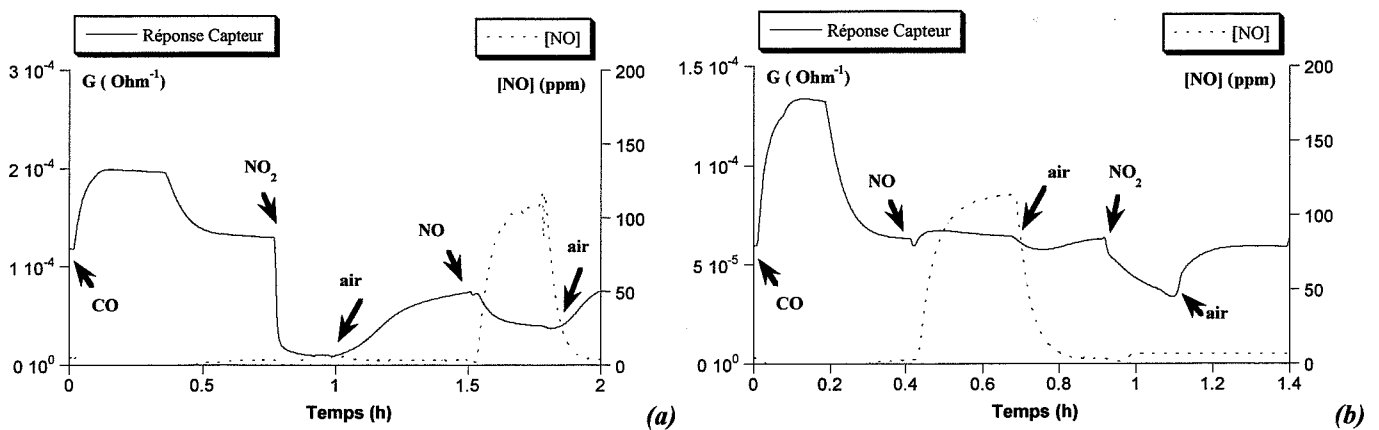 Réponse Capteur
[NO]
G ( Ohm⁻¹)
[NO] (ppm)
3 10⁻⁴
2 10⁻⁴
1 10⁻⁴
0 10⁰
200
150
100
50
0
CO
NO₂
air
NO
air
0
0.5
1
1.5
2
Temps (h)
(a)
Réponse Capteur
[NO]
G ( Ohm⁻¹)
[NO] (ppm)
1.5 10⁻⁴
1 10⁻⁴
5 10⁻⁵
0 10⁰
200
150
100
50
0
CO
NO
air
NO₂
air
0
0.2
0.4
0.6
0.8
1
1.2
1.4
Temps (h)
(b)